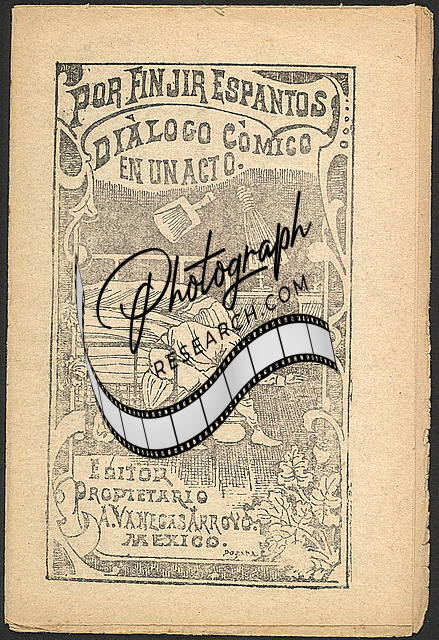 POR FINJIR ESPANTOS
DIÁLOGO CÓMICO
EN UN ACTO.
Photograph
RESEARCH.COM
EDITOR
PROPIETARIO
A. VANEGAS ARROYO.
MEXICO.
POSADA